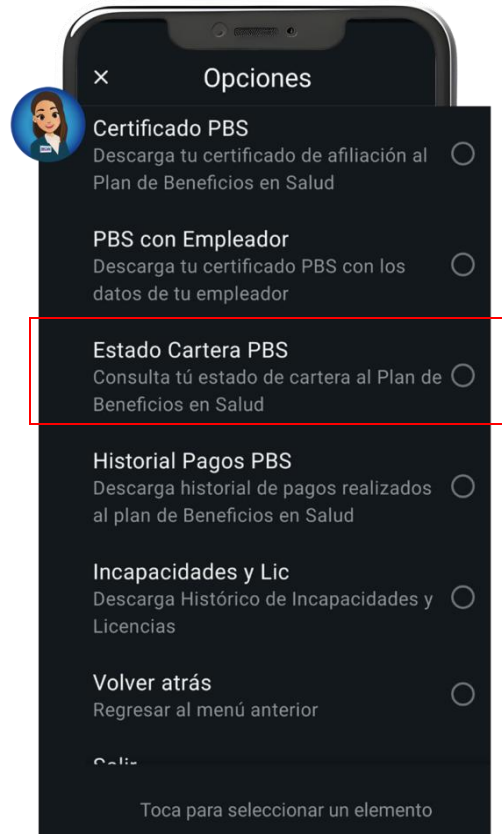 Opciones
Certificado PBS
Descarga tu certificado de afiliación al
Plan de Beneficios en Salud
PBS con Empleador
Descarga tu certificado PBS con los
datos de tu empleador
Estado Cartera PBS
Consulta tú estado de cartera al Plan de
Beneficios en Salud
Historial Pagos PBS
Descarga historial de pagos realizados
al plan de Beneficios en Salud
Incapacidades y Lic
Descarga Histórico de Incapacidades y
Licencias
Volver atrás
Regresar al menú anterior
Salir
Toca para seleccionar un elemento